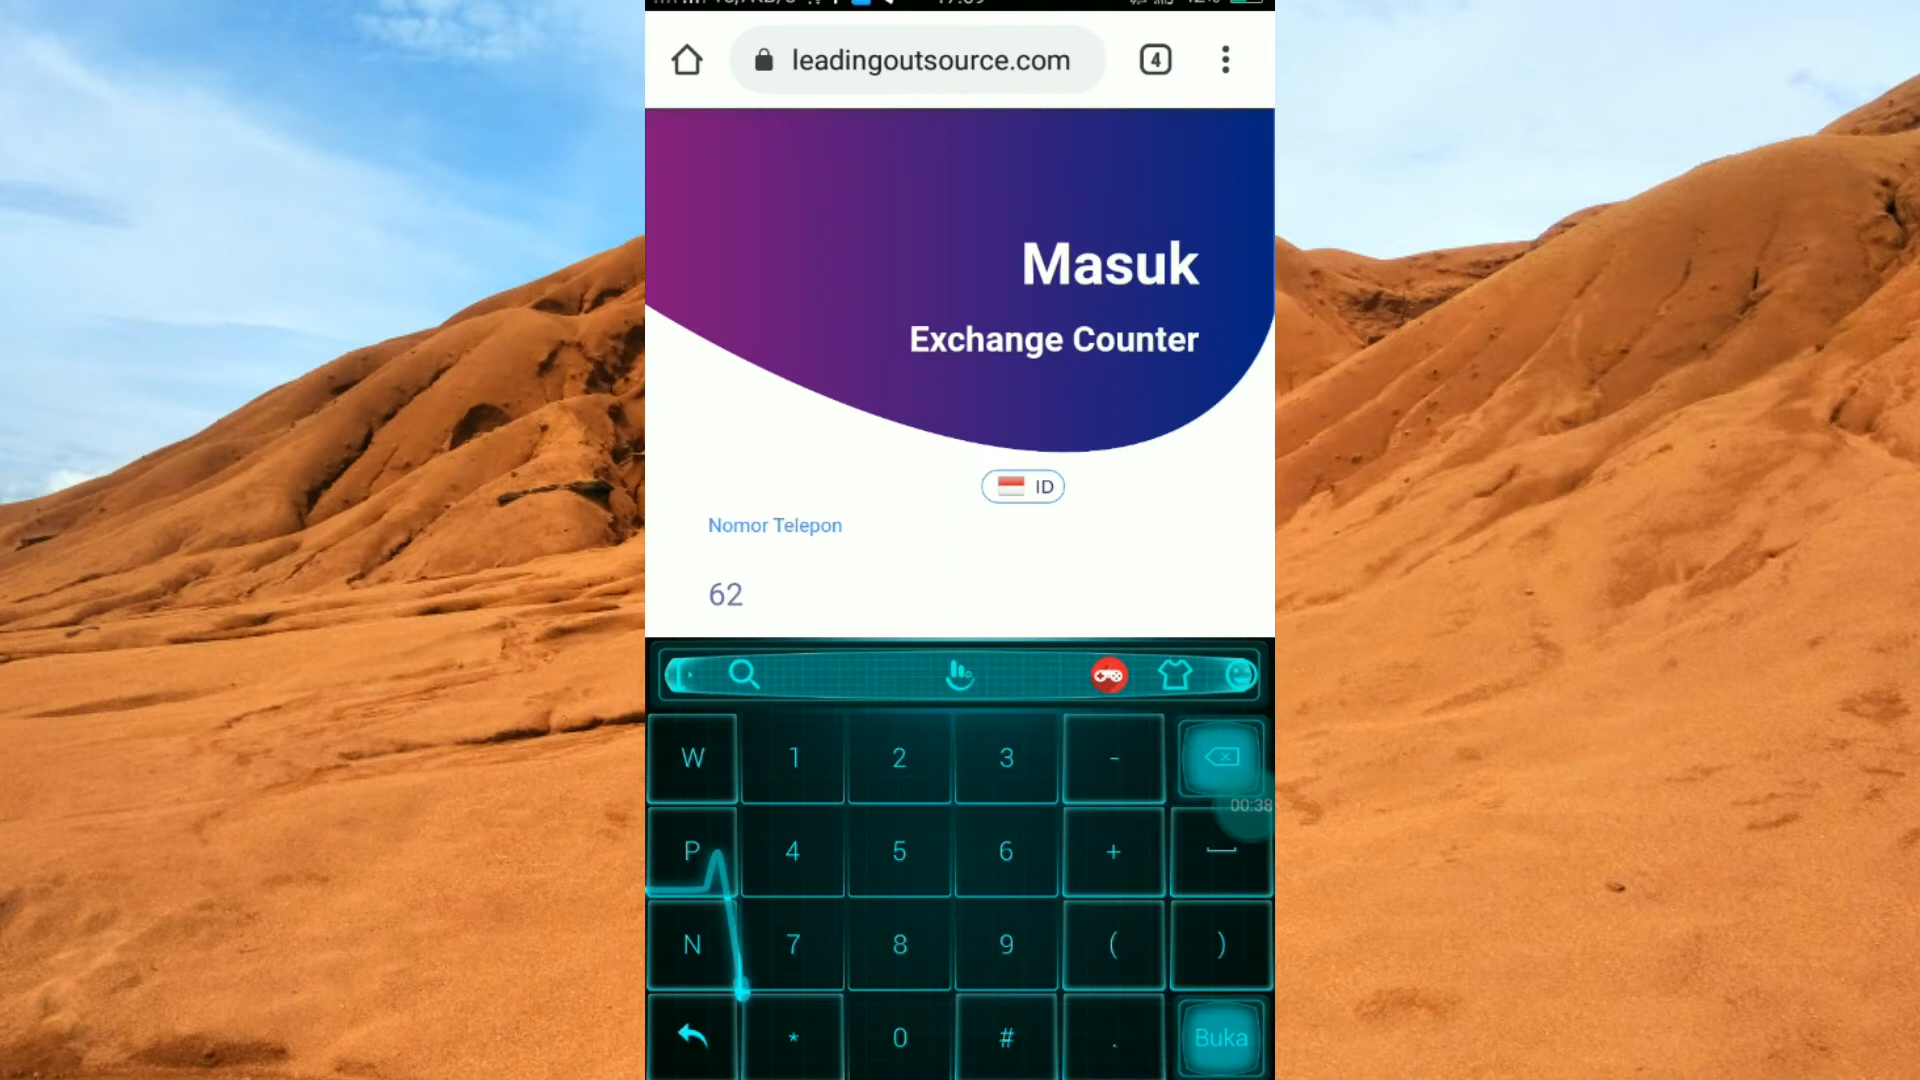 leadingoutsource.com
4
Masuk
Exchange Counter
ID
Nomor Telepon
62
W 1 2 3 -
00:38
P 4 5 6 +
N 7 8 9 ( )
* 0 # . Buka